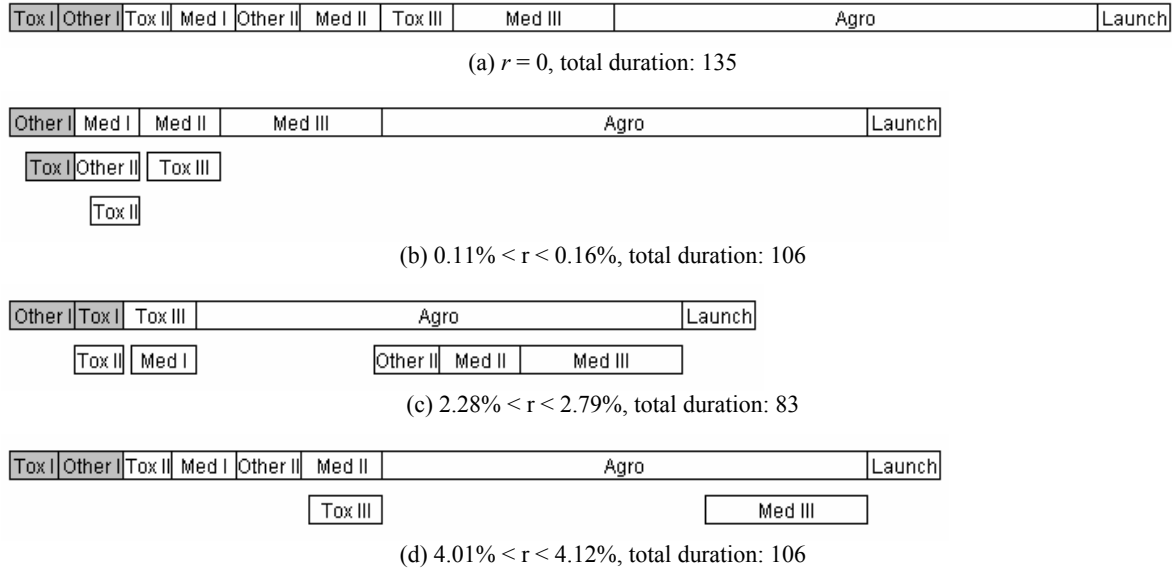 Tox I Other I Tox II Med I Other II Med II Tox III Med III Agro Launch
(a) r = 0, total duration: 135
Other I Med I Med II Med III Agro Launch
Tox I Other II Tox III
Tox II
(b) 0.11% < r < 0.16%, total duration: 106
Other I Tox I Tox III Agro Launch
Tox II Med I Other II Med II Med III
(c) 2.28% < r < 2.79%, total duration: 83
Tox I Other I Tox II Med I Other II Med II Agro Launch
Tox III Med III
(d) 4.01% < r < 4.12%, total duration: 106